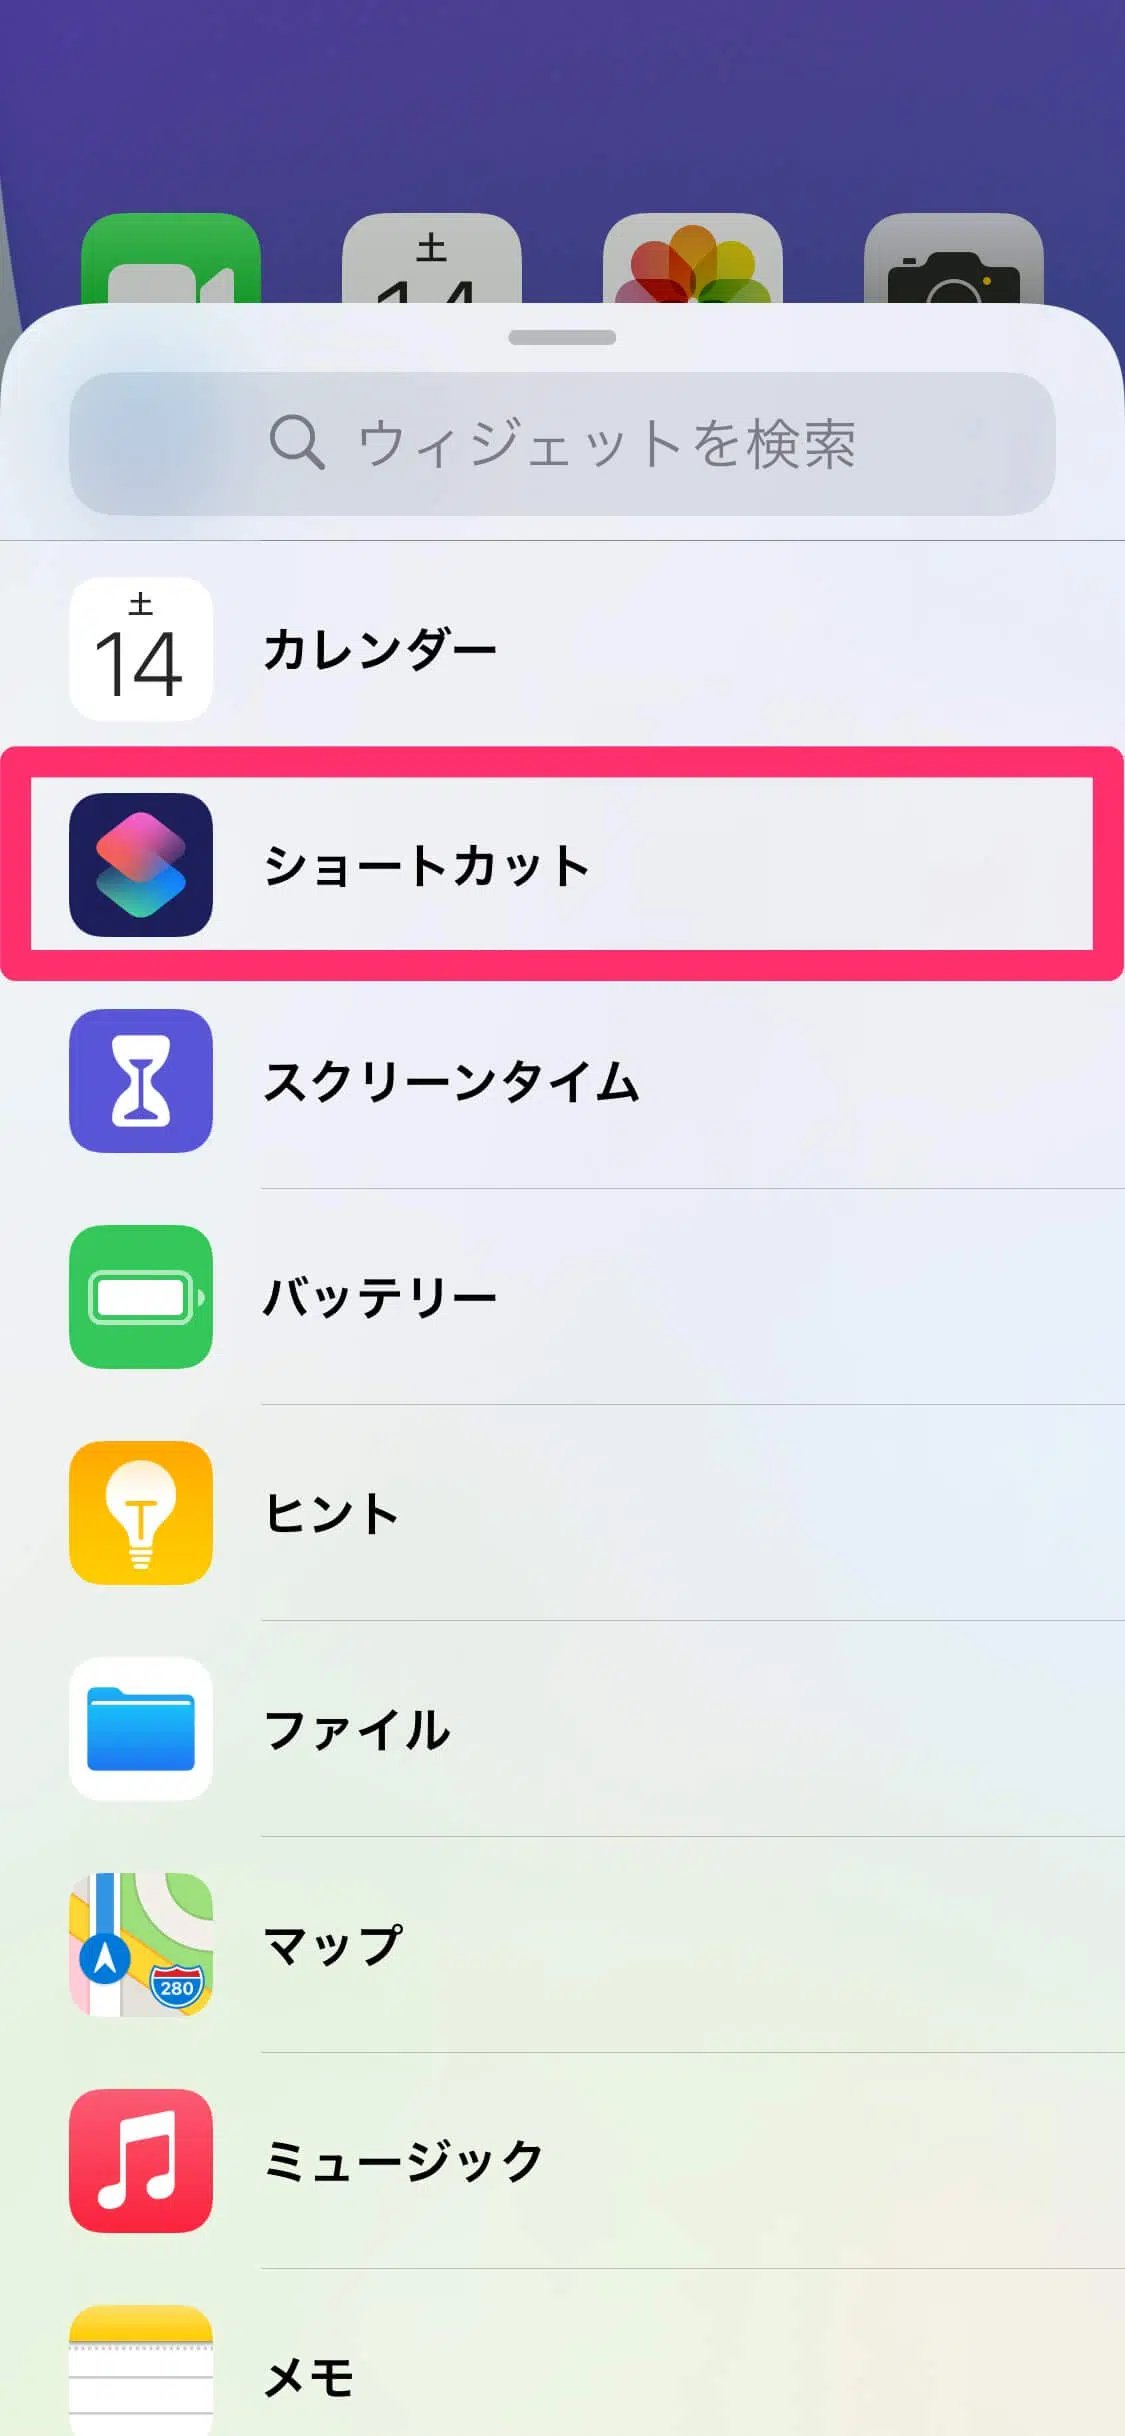 土
14
ウィジェットを検索
土
14
カレンダー
ショートカット
スクリーンタイム
バッテリー
ヒント
ファイル
280
マップ
ミュージック
メモ